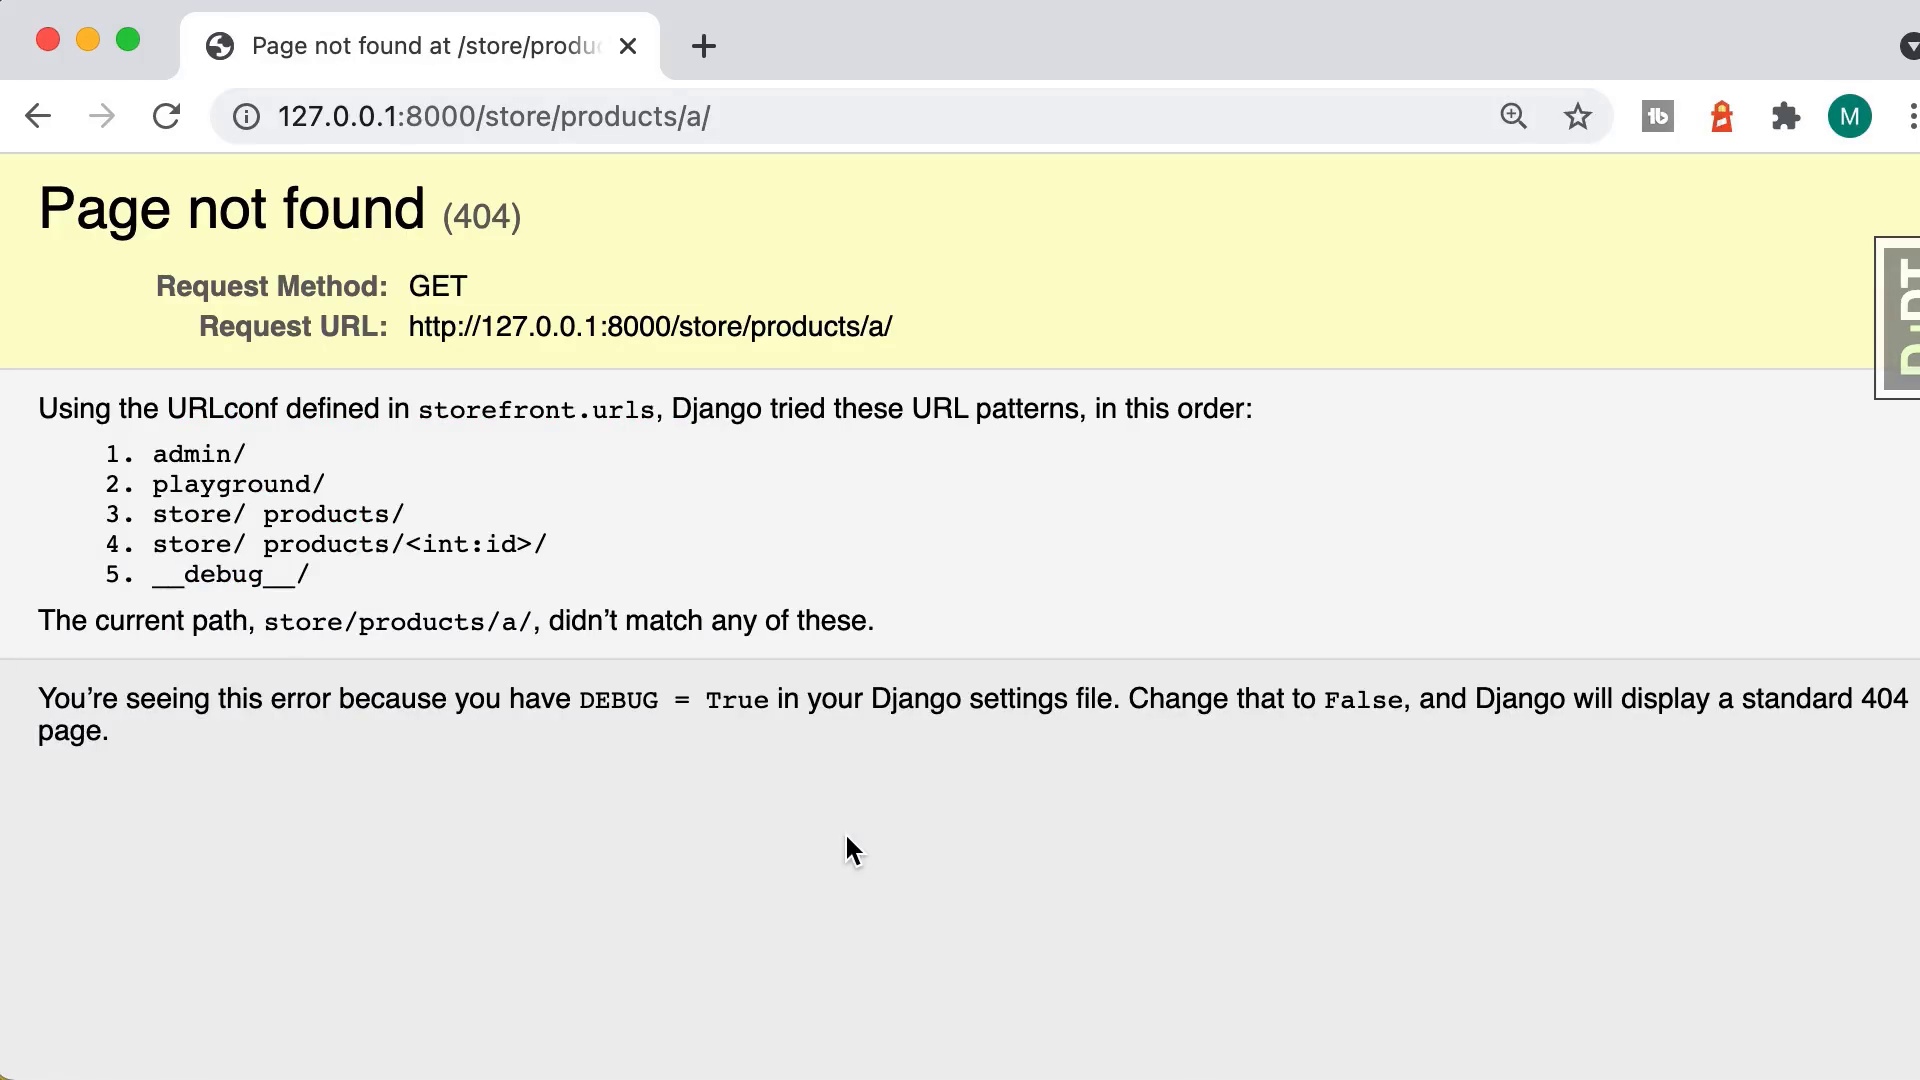 Page not found at /store/produc
127.0.0.1:8000/store/products/a/
M
Page not found (404)
Request Method: GET
Request URL: http://127.0.0.1:8000/store/products/a/
DjDT
Using the URLconf defined in storefront.urls, Django tried these URL patterns, in this order:
1. admin/
2. playground/
3. store/ products/
4. store/ products/<int:id>/
5. __debug__/
The current path, store/products/a/, didn’t match any of these.
You’re seeing this error because you have DEBUG = True in your Django settings file. Change that to False, and Django will display a standard 404
page.